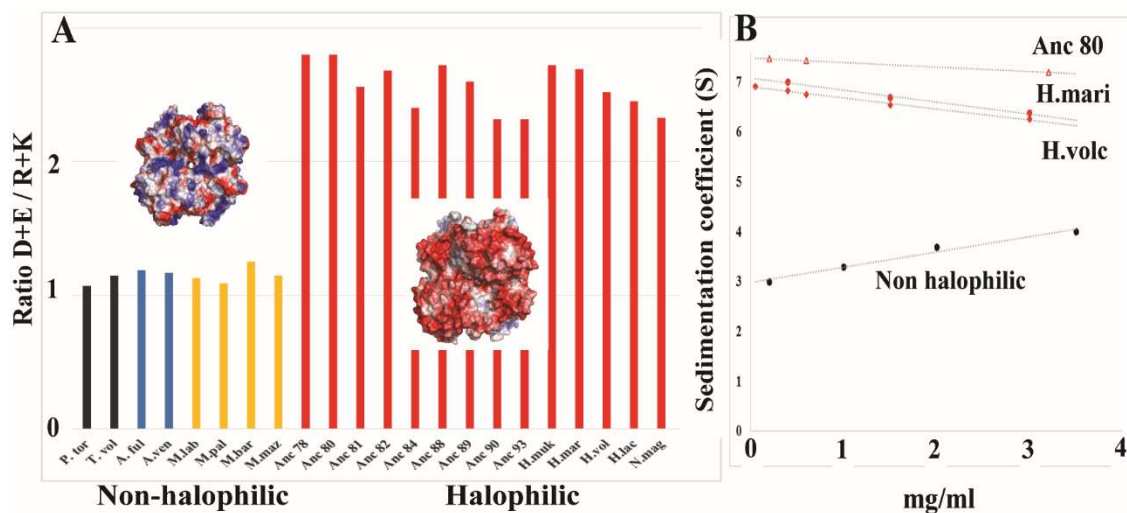 A
Ratio D+E / R+K
2
1
0
P. tor
T. vol
A. ful
A.ven
M.lab
M.pal
M.bar
M.maz
Anc 78
Anc 80
Anc 81
Anc 82
Anc 84
Anc 88
Anc 89
Anc 90
Anc 93
H.muk
H.mar
H.vol
H.lac
N.mag
Non-halophilic
Halophilic
B
Sedimentation coefficient (S)
7
6
5
4
3
2
1
0
Anc 80
H.mari
H.volc
Non halophilic
0
1
2
3
4
mg/ml